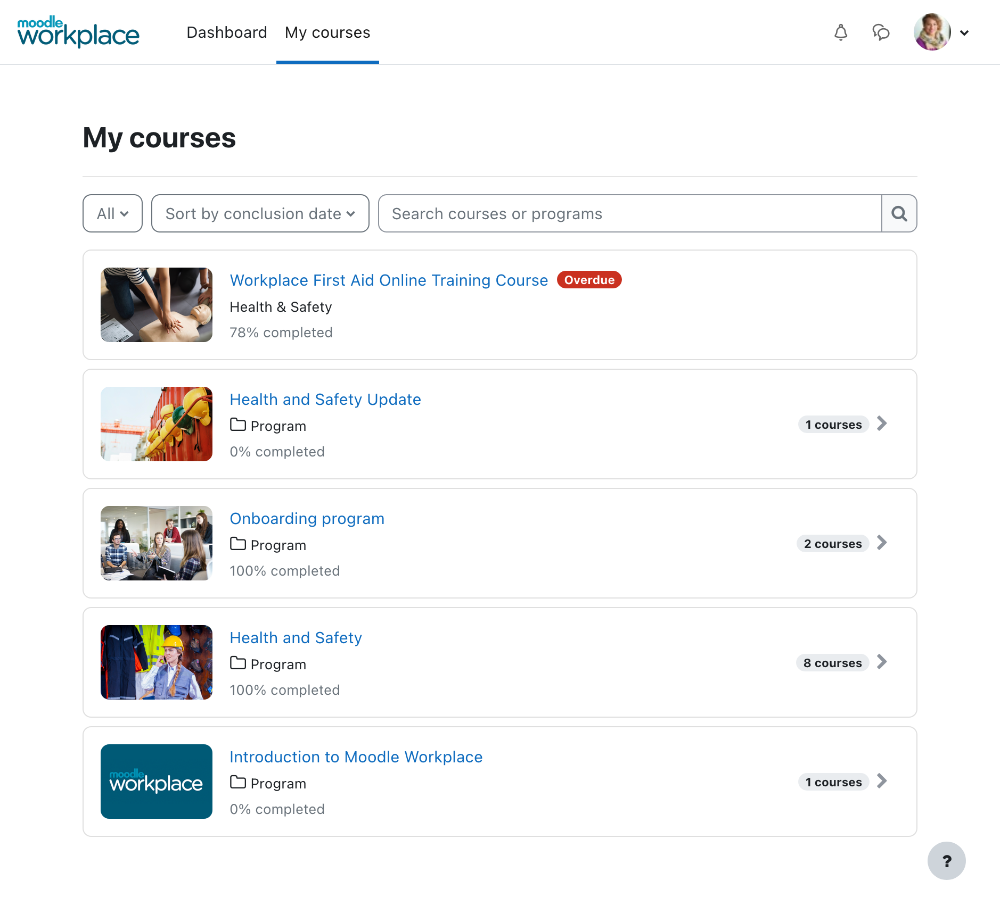 moodle
workplace
Dashboard
My courses
My courses
All
Sort by conclusion date
Search courses or programs
Workplace First Aid Online Training Course
Overdue
Health & Safety
78% completed
Health and Safety Update
Program
0% completed
1 courses
Onboarding program
Program
100% completed
2 courses
Health and Safety
Program
100% completed
8 courses
moodle
workplace
Introduction to Moodle Workplace
Program
0% completed
1 courses
?